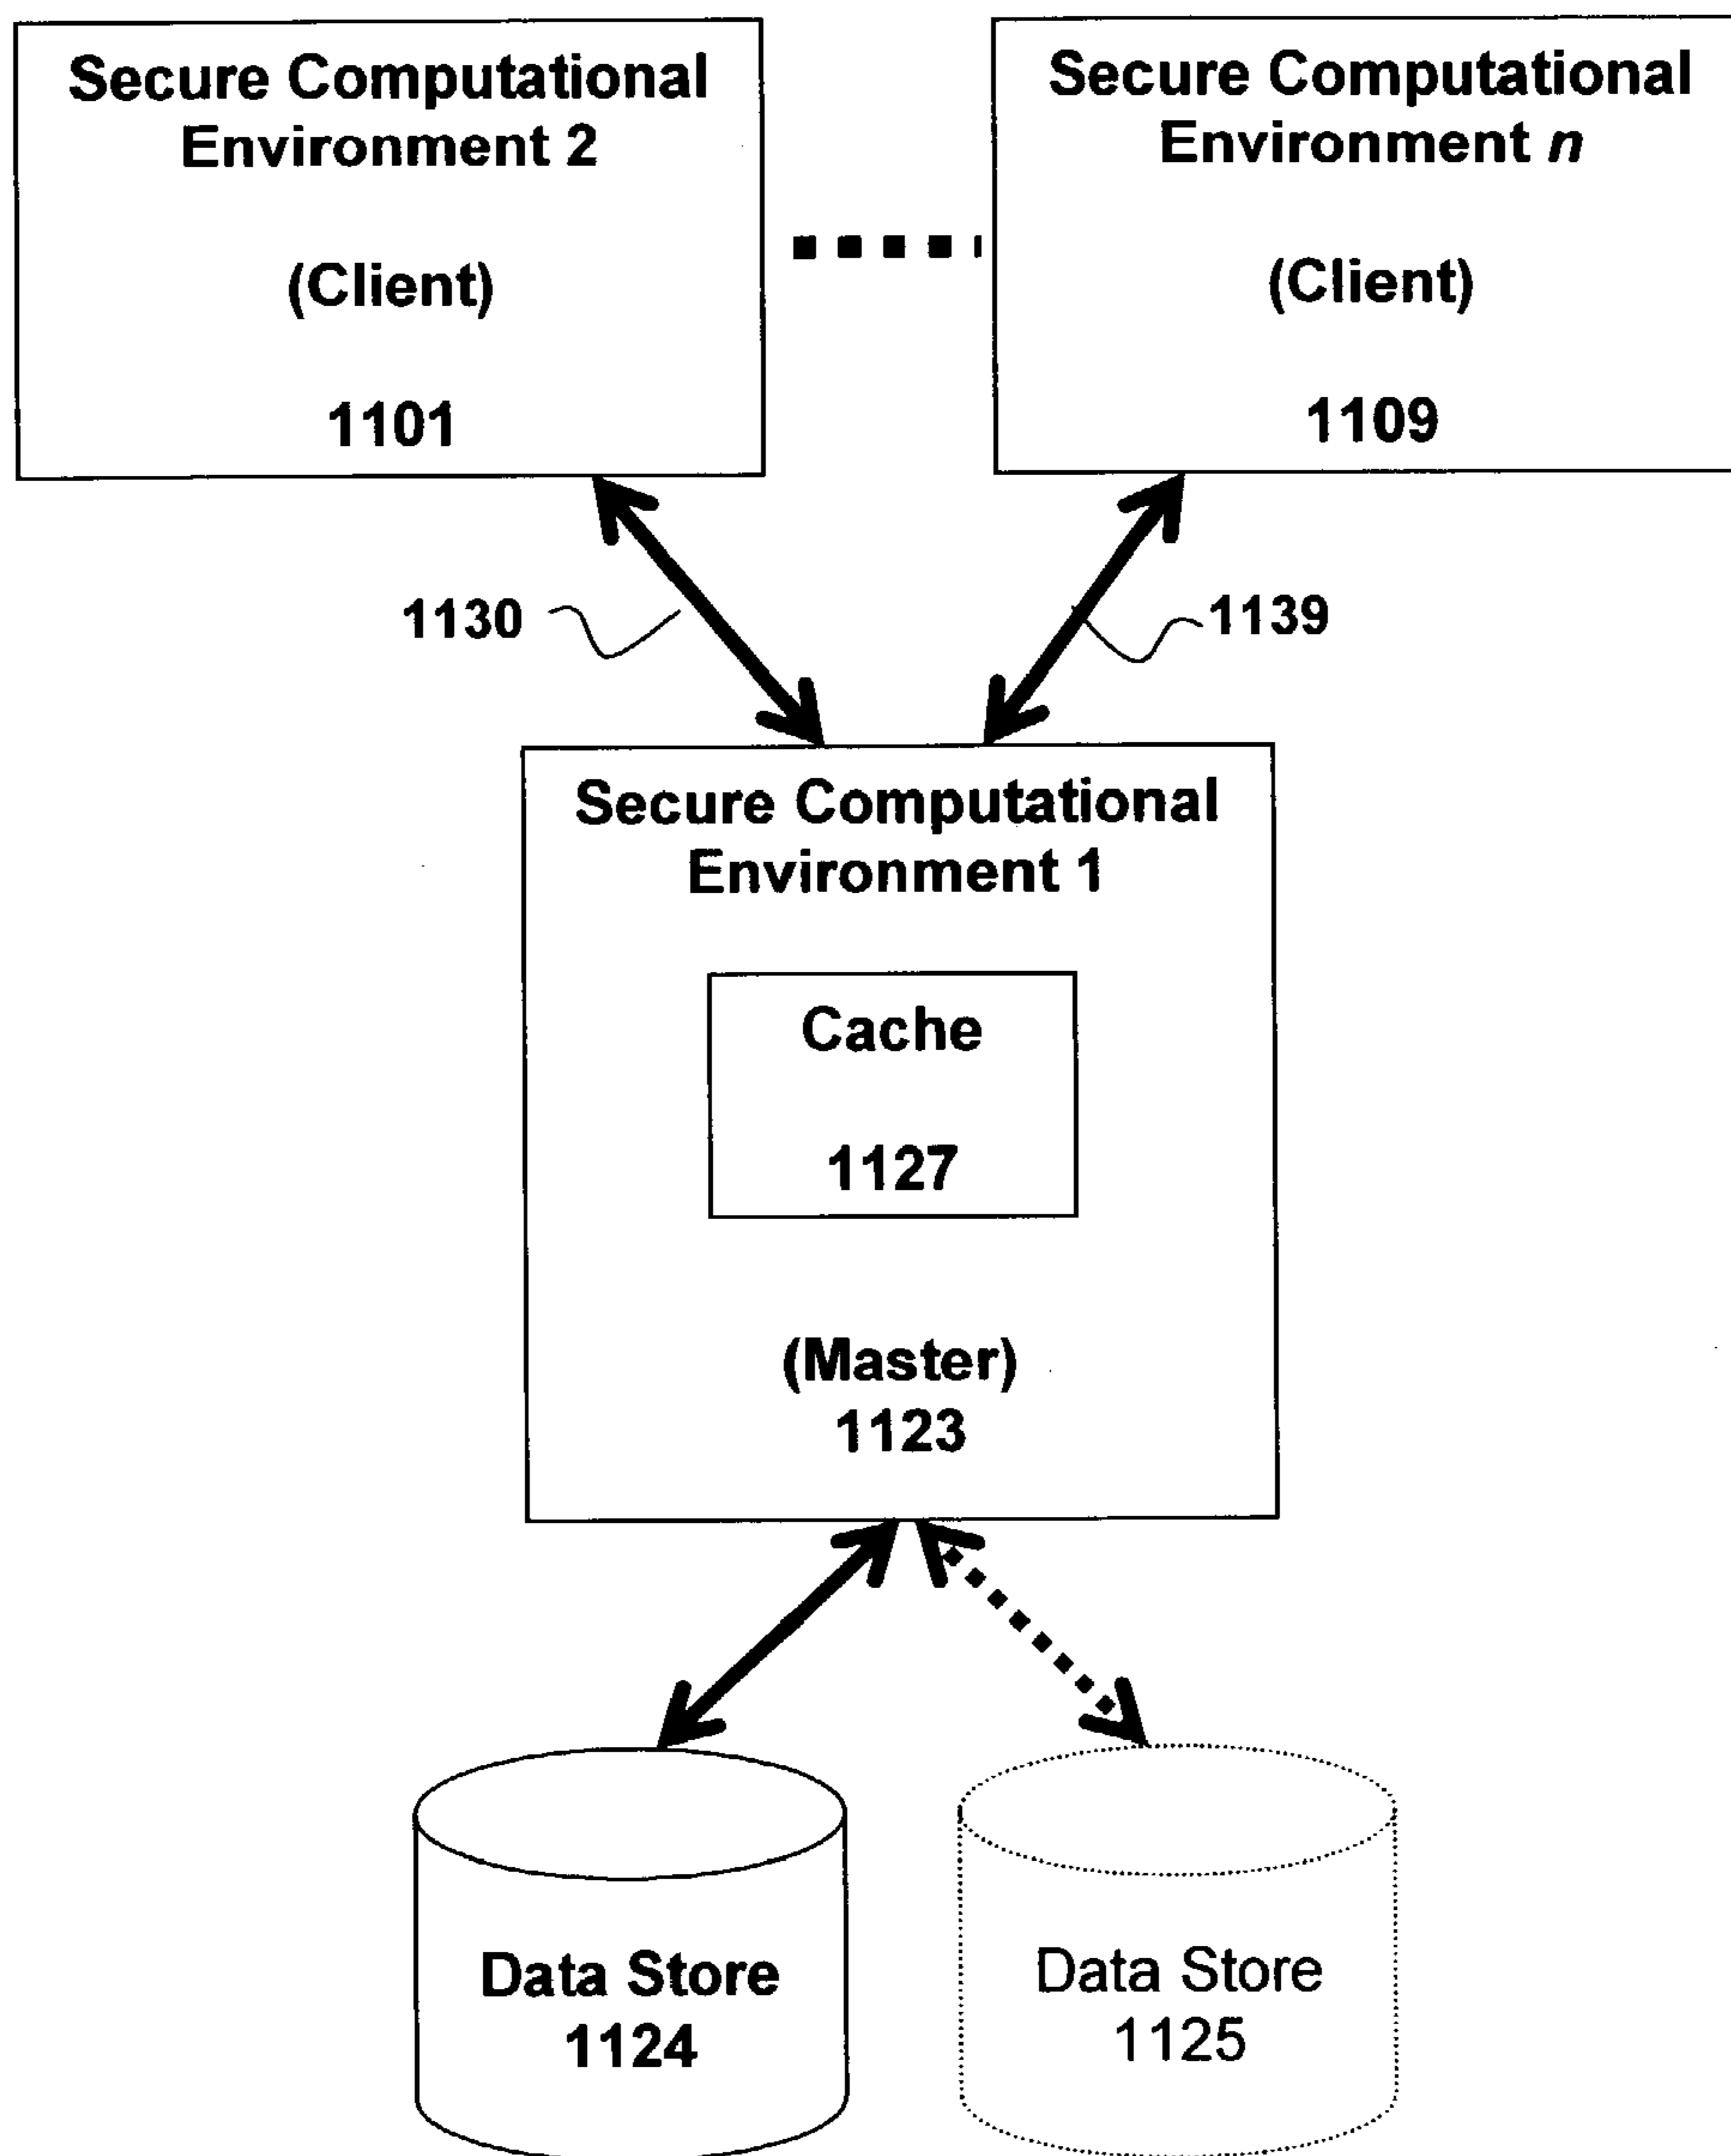 Secure Computational
Environment 2
(Client)
1101
Secure Computational
Environment n
(Client)
1109
1130
1139
Secure Computational
Environment 1
Cache
1127
(Master)
1123
Data Store
1124
Data Store
1125